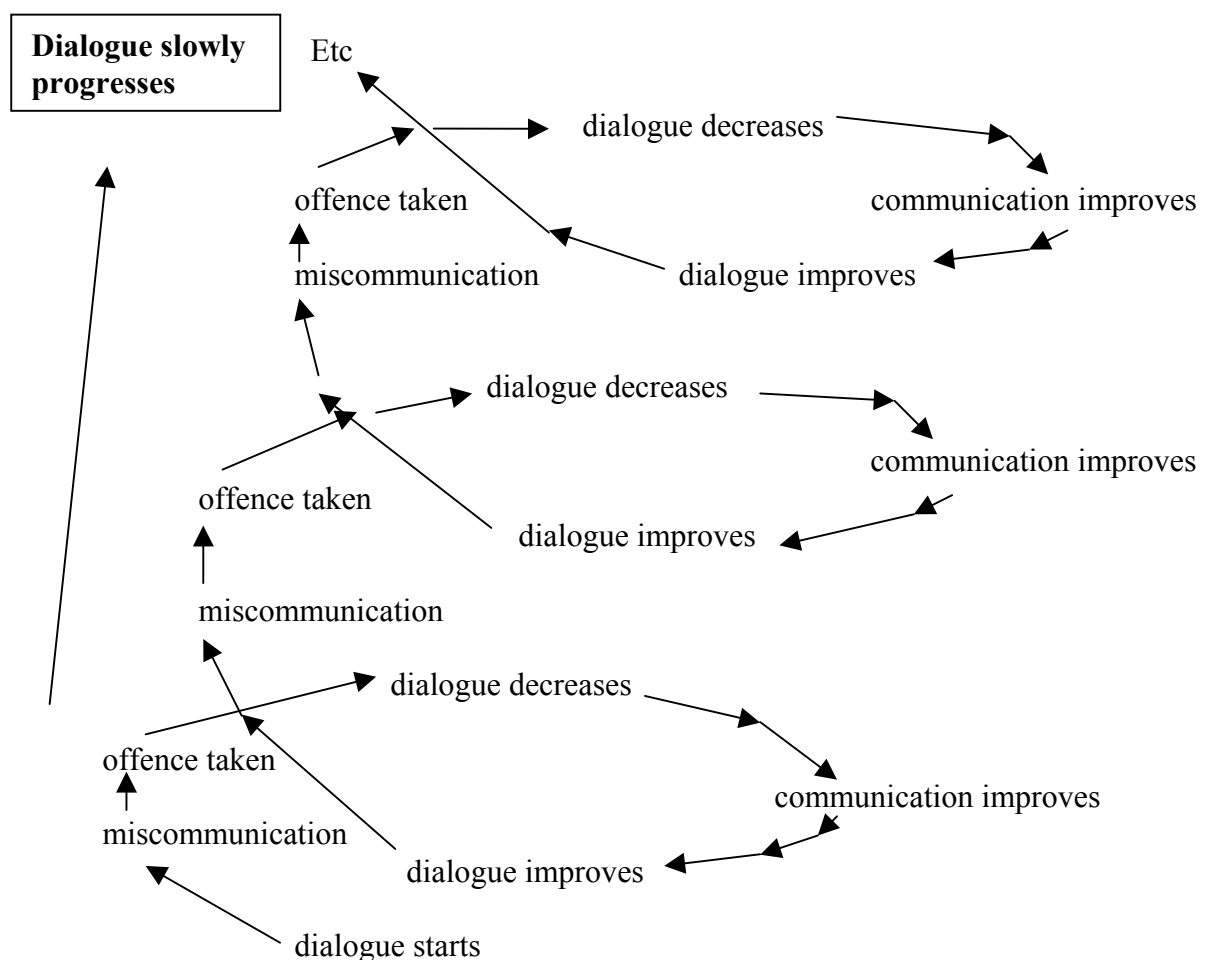 Dialogue slowly
progresses
Etc
dialogue decreases
offence taken
communication improves
miscommunication
dialogue improves
dialogue decreases
communication improves
offence taken
dialogue improves
miscommunication
dialogue decreases
offence taken
communication improves
miscommunication
dialogue improves
dialogue starts